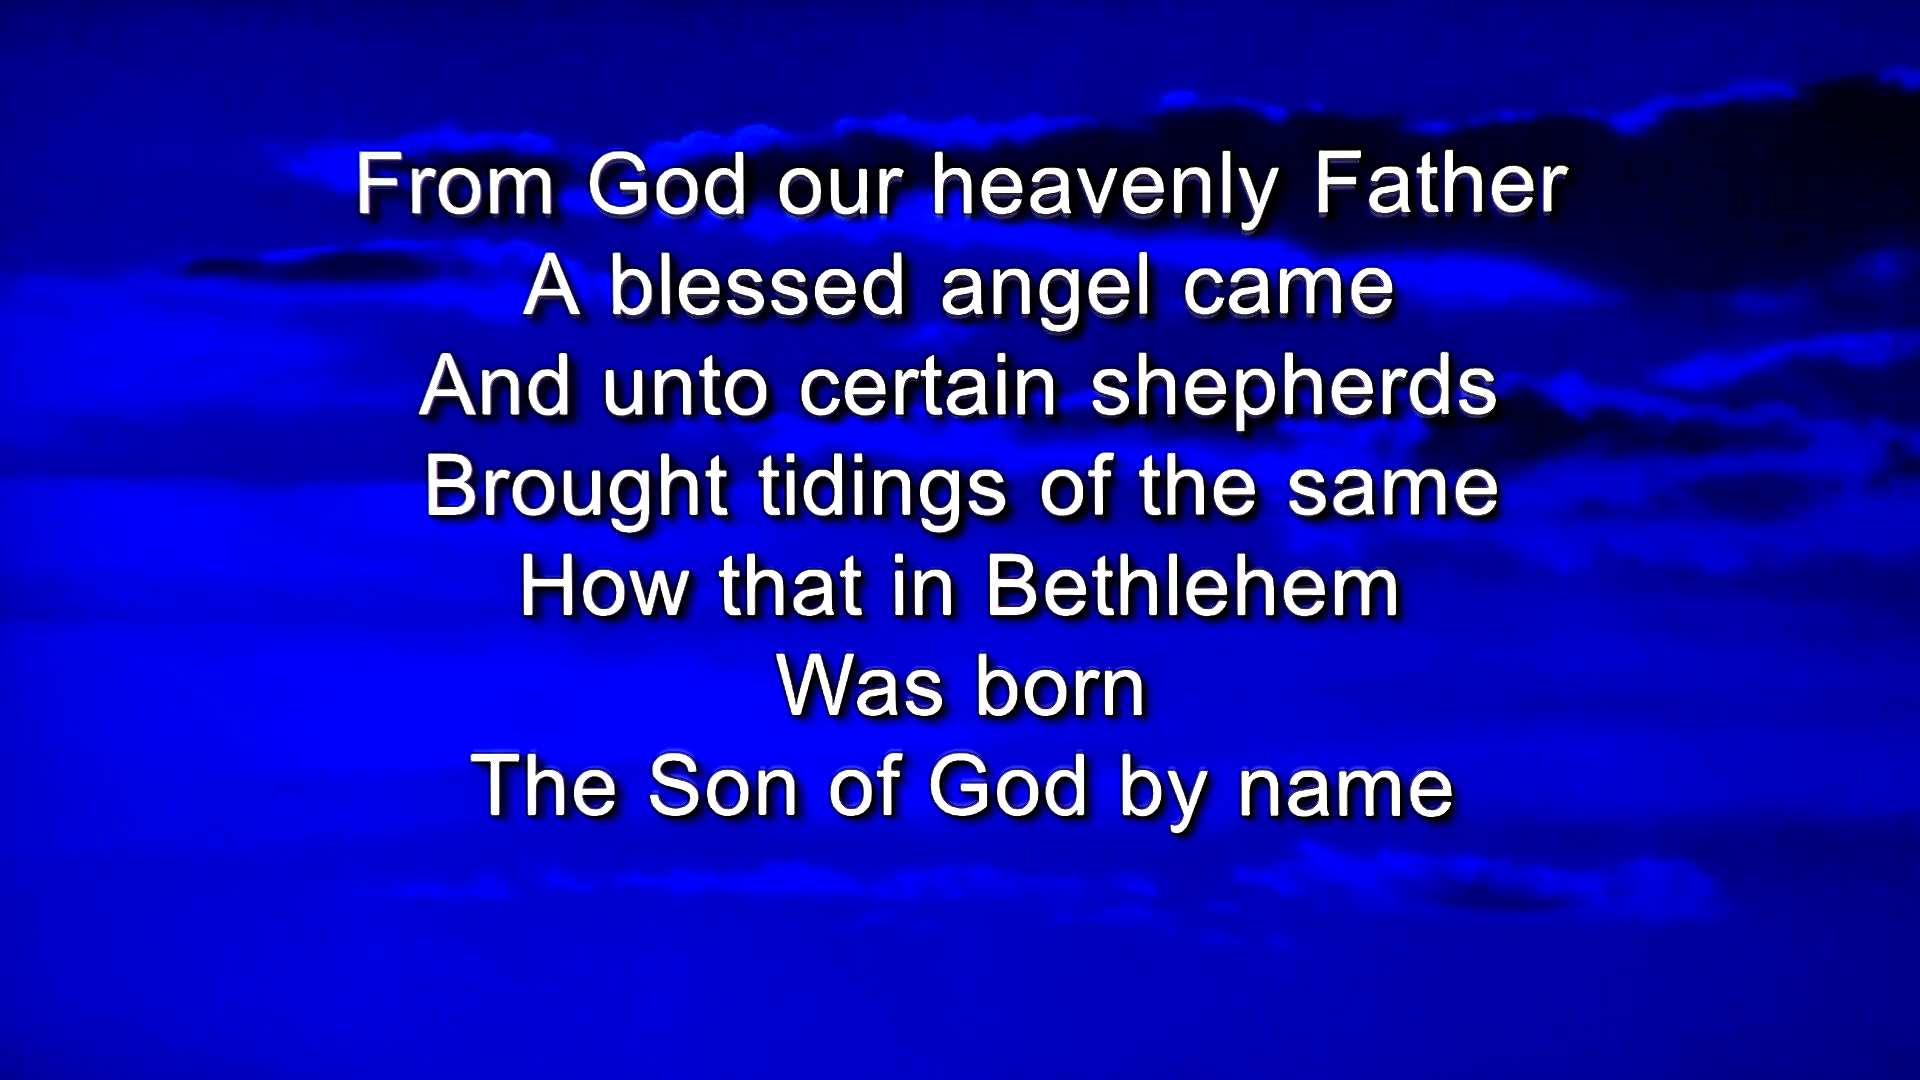 From God our heavenly Father
A blessed angel came
And unto certain shepherds
Brought tidings of the same
How that in Bethlehem
Was born
The Son of God by name